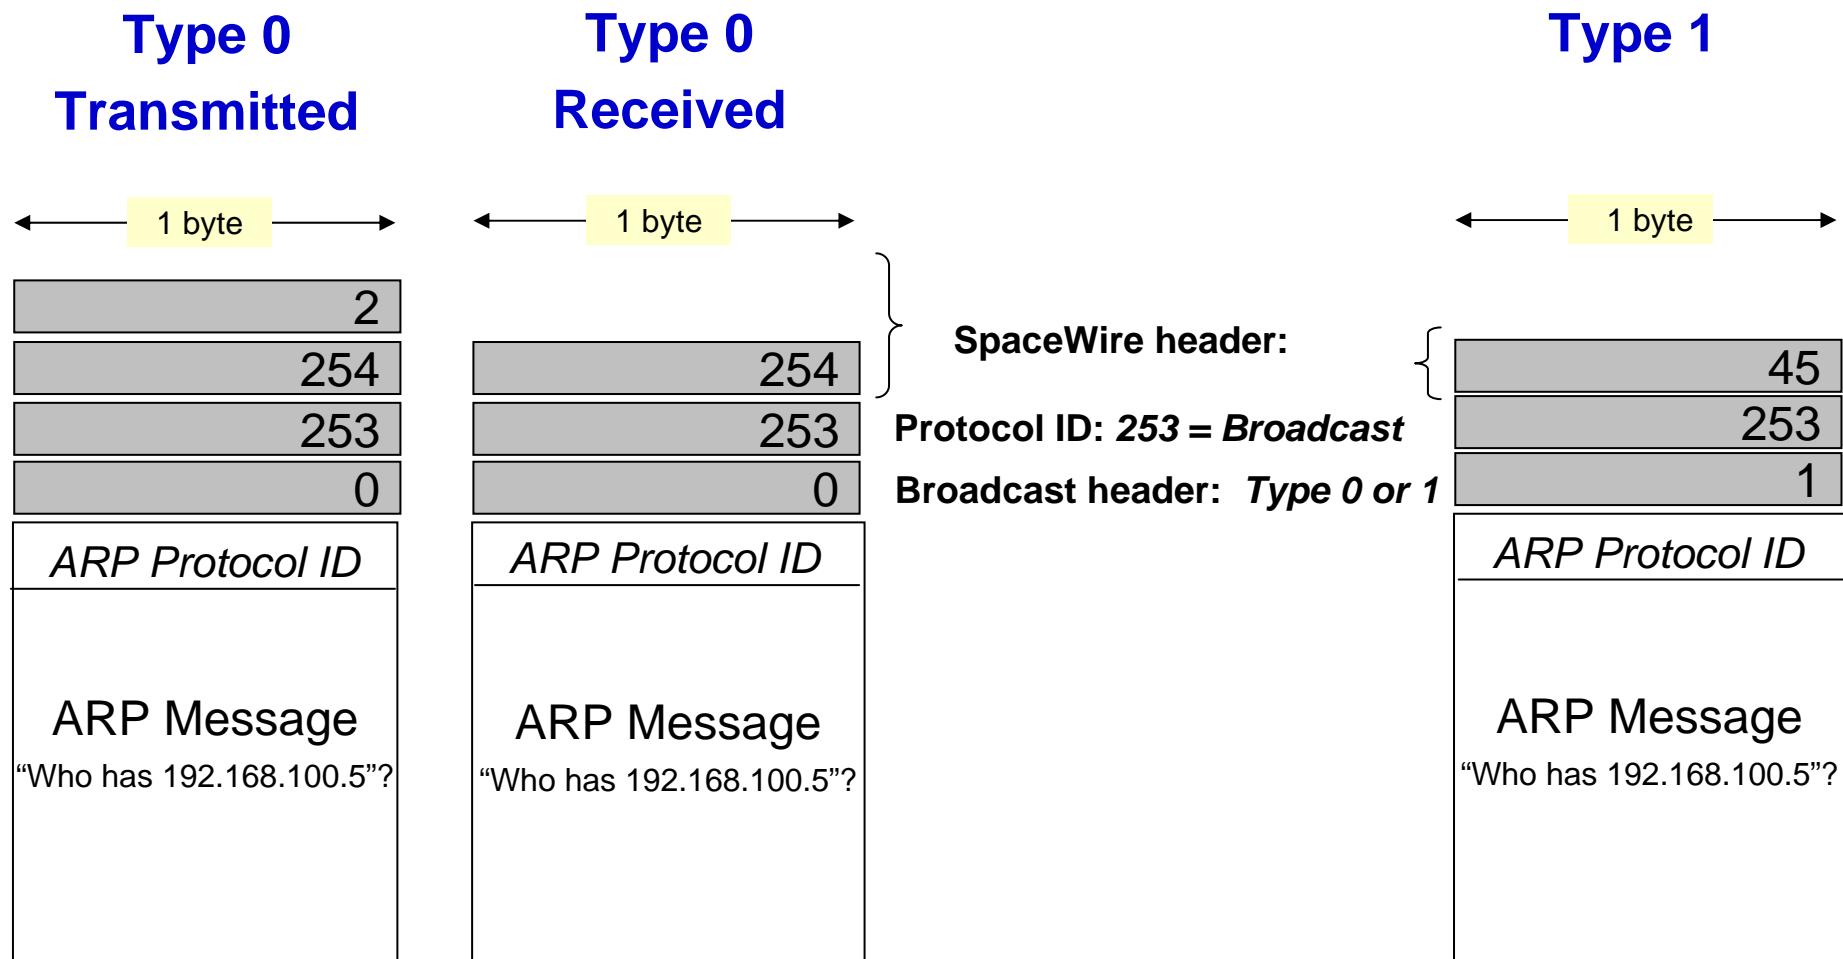 Type 0
Transmitted
Type 0
Received
Type 1
1 byte
1 byte
1 byte
2
254
253
0
ARP Protocol ID
ARP Message
“Who has 192.168.100.5”?
254
253
0
ARP Protocol ID
ARP Message
“Who has 192.168.100.5”?
SpaceWire header:
Protocol ID: 253 = Broadcast
Broadcast header: Type 0 or 1
45
253
1
ARP Protocol ID
ARP Message
“Who has 192.168.100.5”?